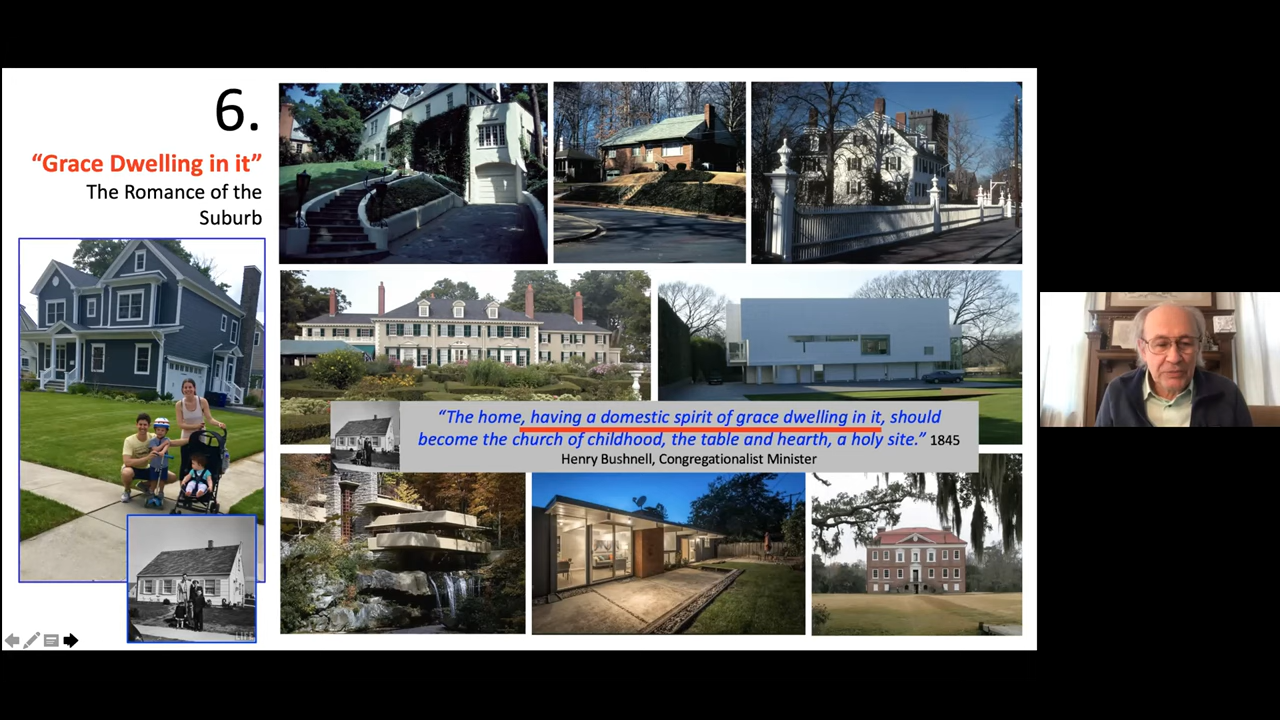 6.
“Grace Dwelling in it”
The Romance of the
Suburb
“The home, having a domestic spirit of grace dwelling in it, should
become the church of childhood, the table and hearth, a holy site.” 1845
Henry Bushnell, Congregationalist Minister
LIFE